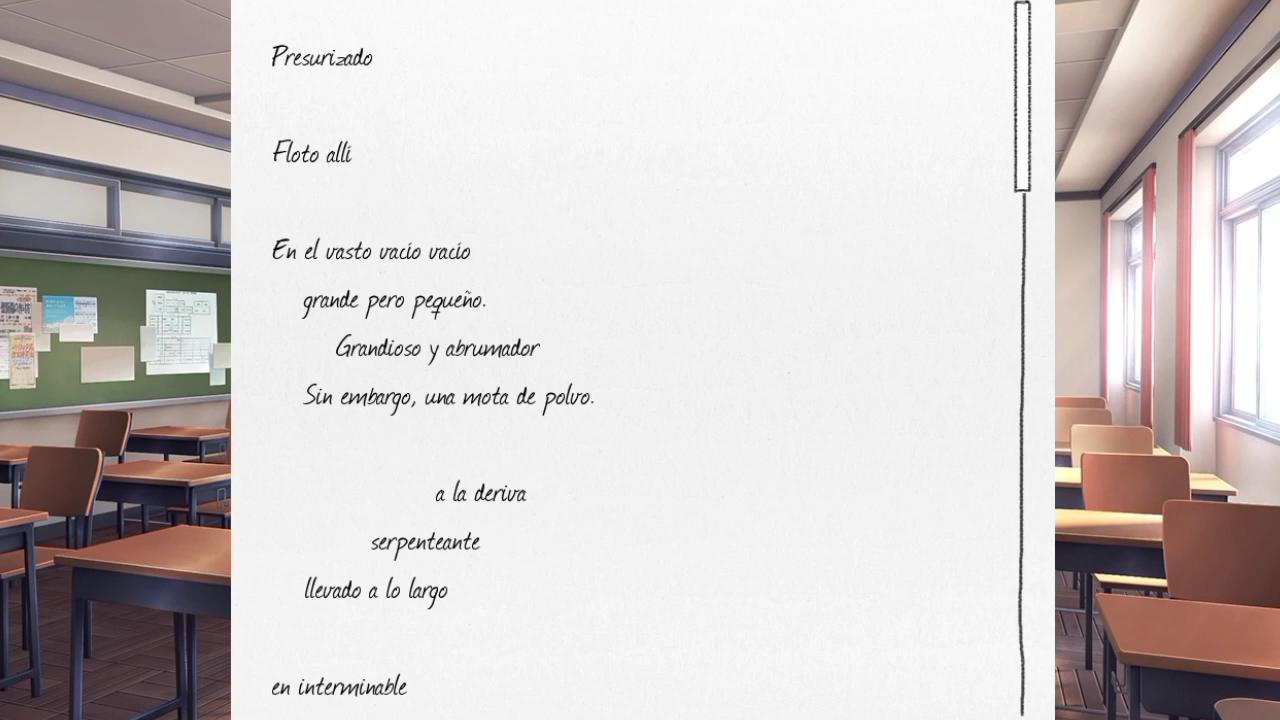 Presurizado
Floto allí
En el vasto vacío vacío
grande pero pequeño.
Grandioso y abrumador
Sin embargo, una mota de polvo.
a la deriva
serpenteante
llevado a lo largo
en interminable